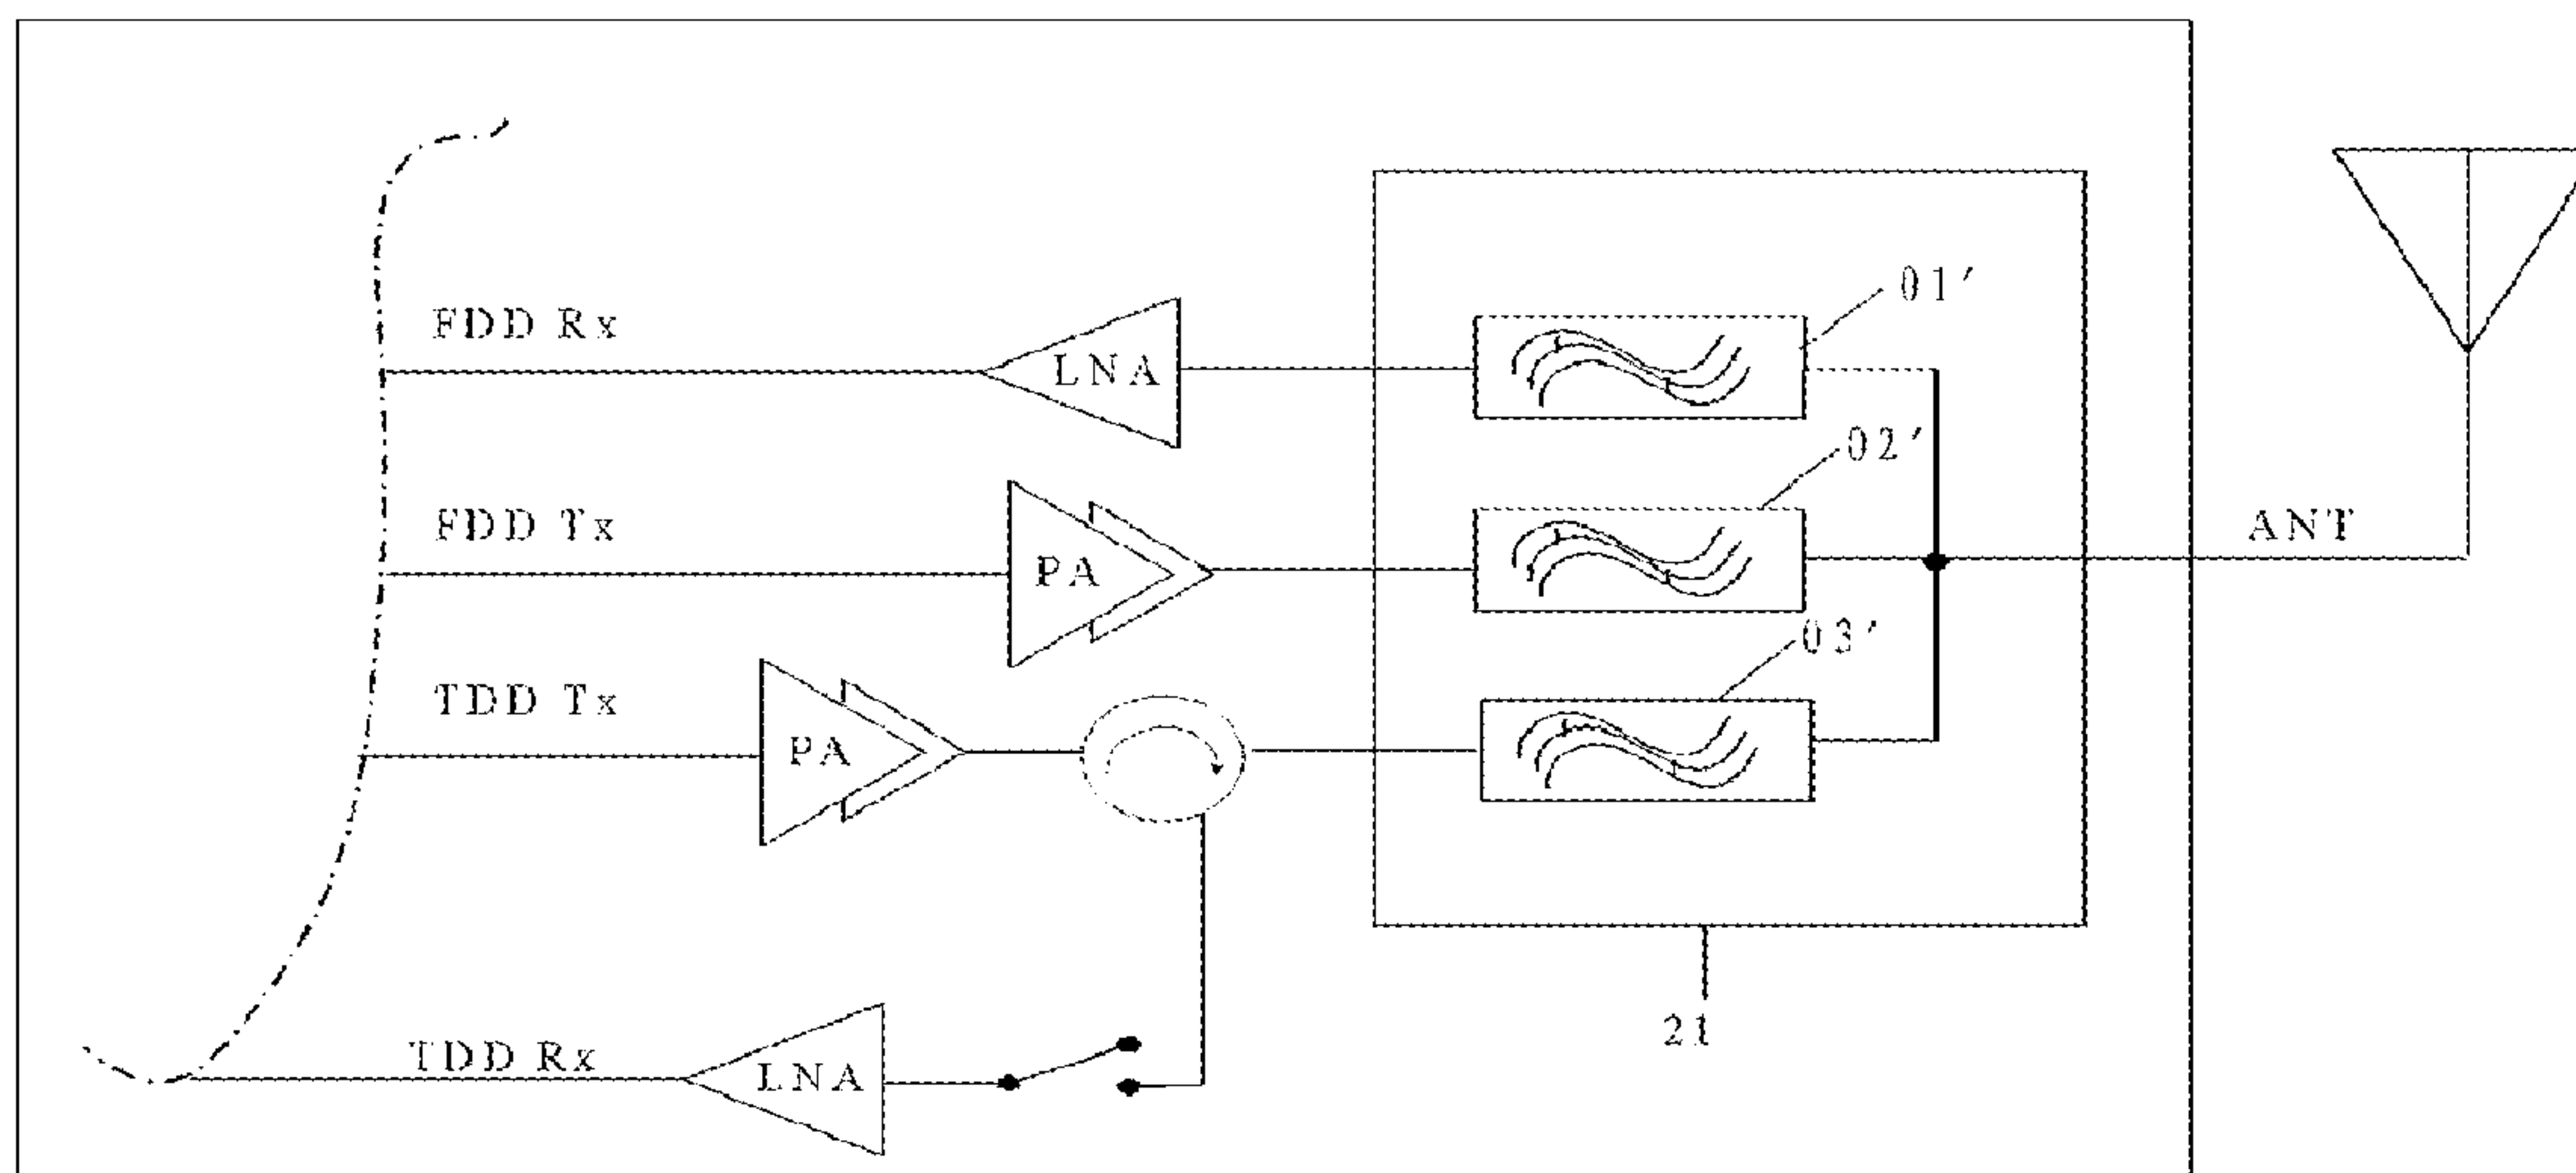 01′
FDD Rx
LNA
02′
FDD Tx
PA
ANT
03′
TDD Tx
PA
21
TDD Rx
LNA